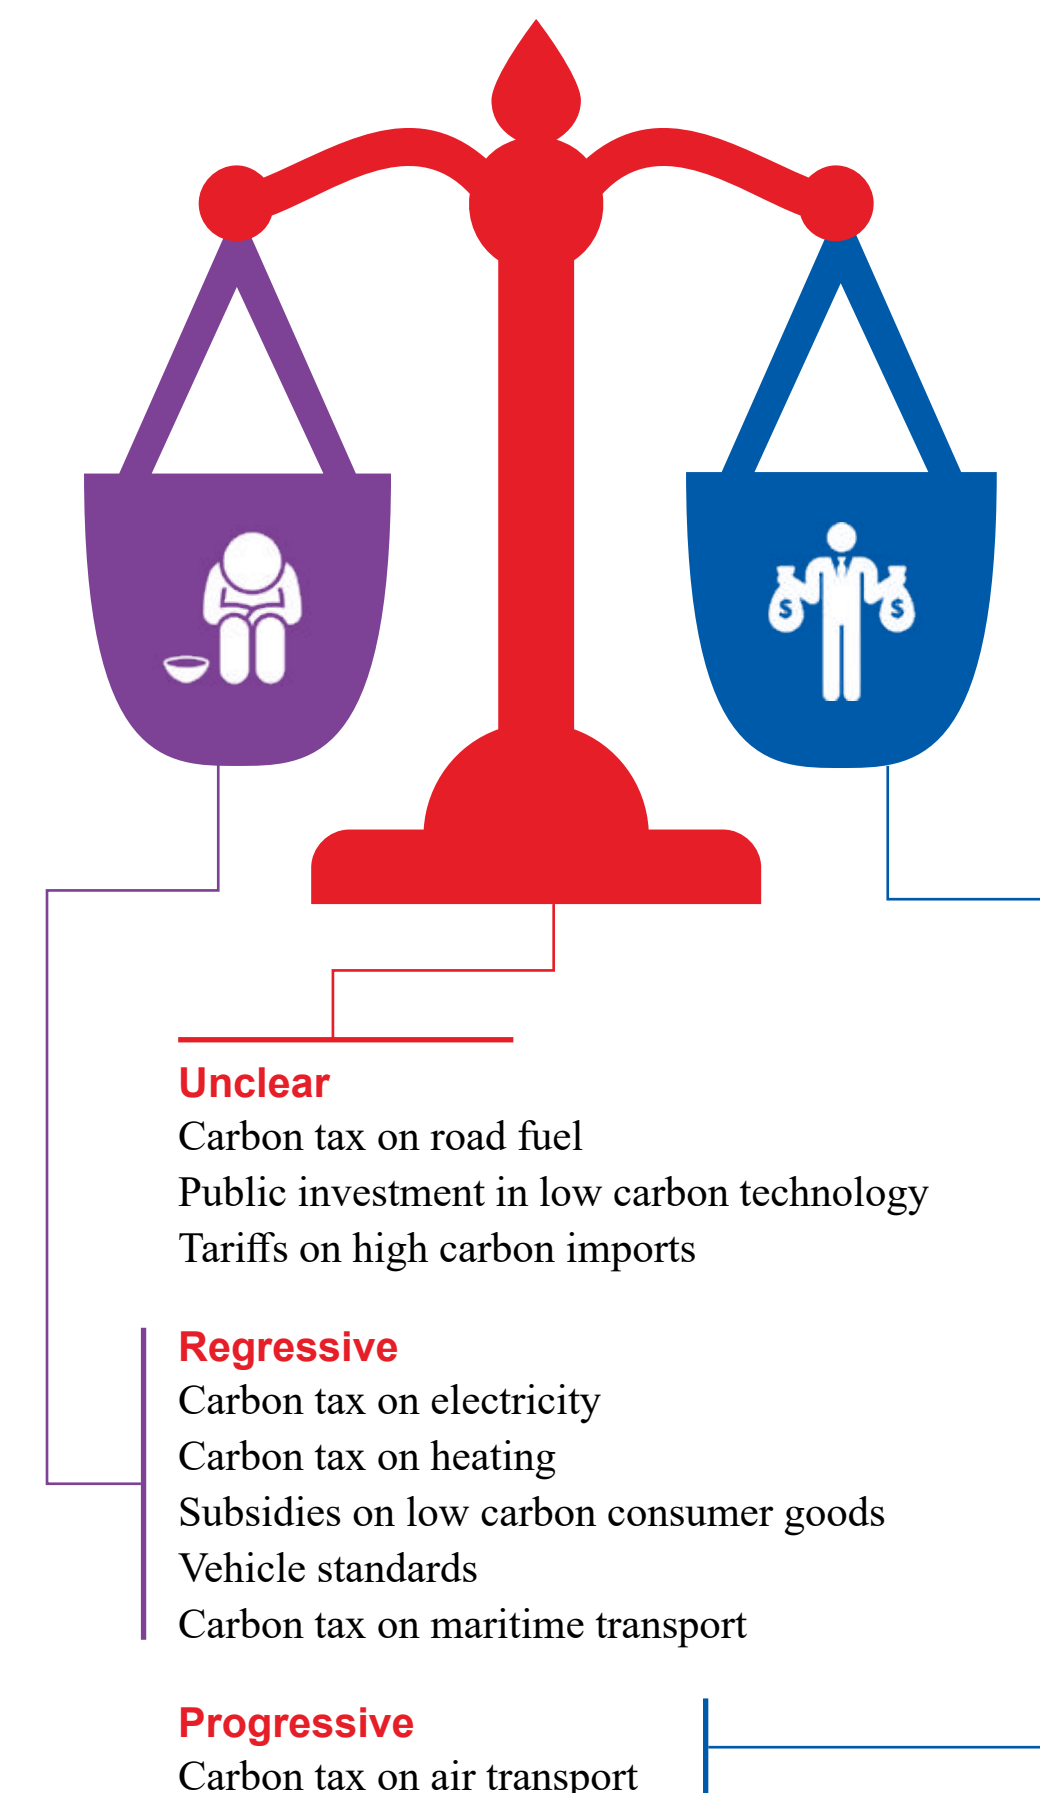 $ $
Unclear
Carbon tax on road fuel
Public investment in low carbon technology
Tariffs on high carbon imports
Regressive
Carbon tax on electricity
Carbon tax on heating
Subsidies on low carbon consumer goods
Vehicle standards
Carbon tax on maritime transport
Progressive
Carbon tax on air transport